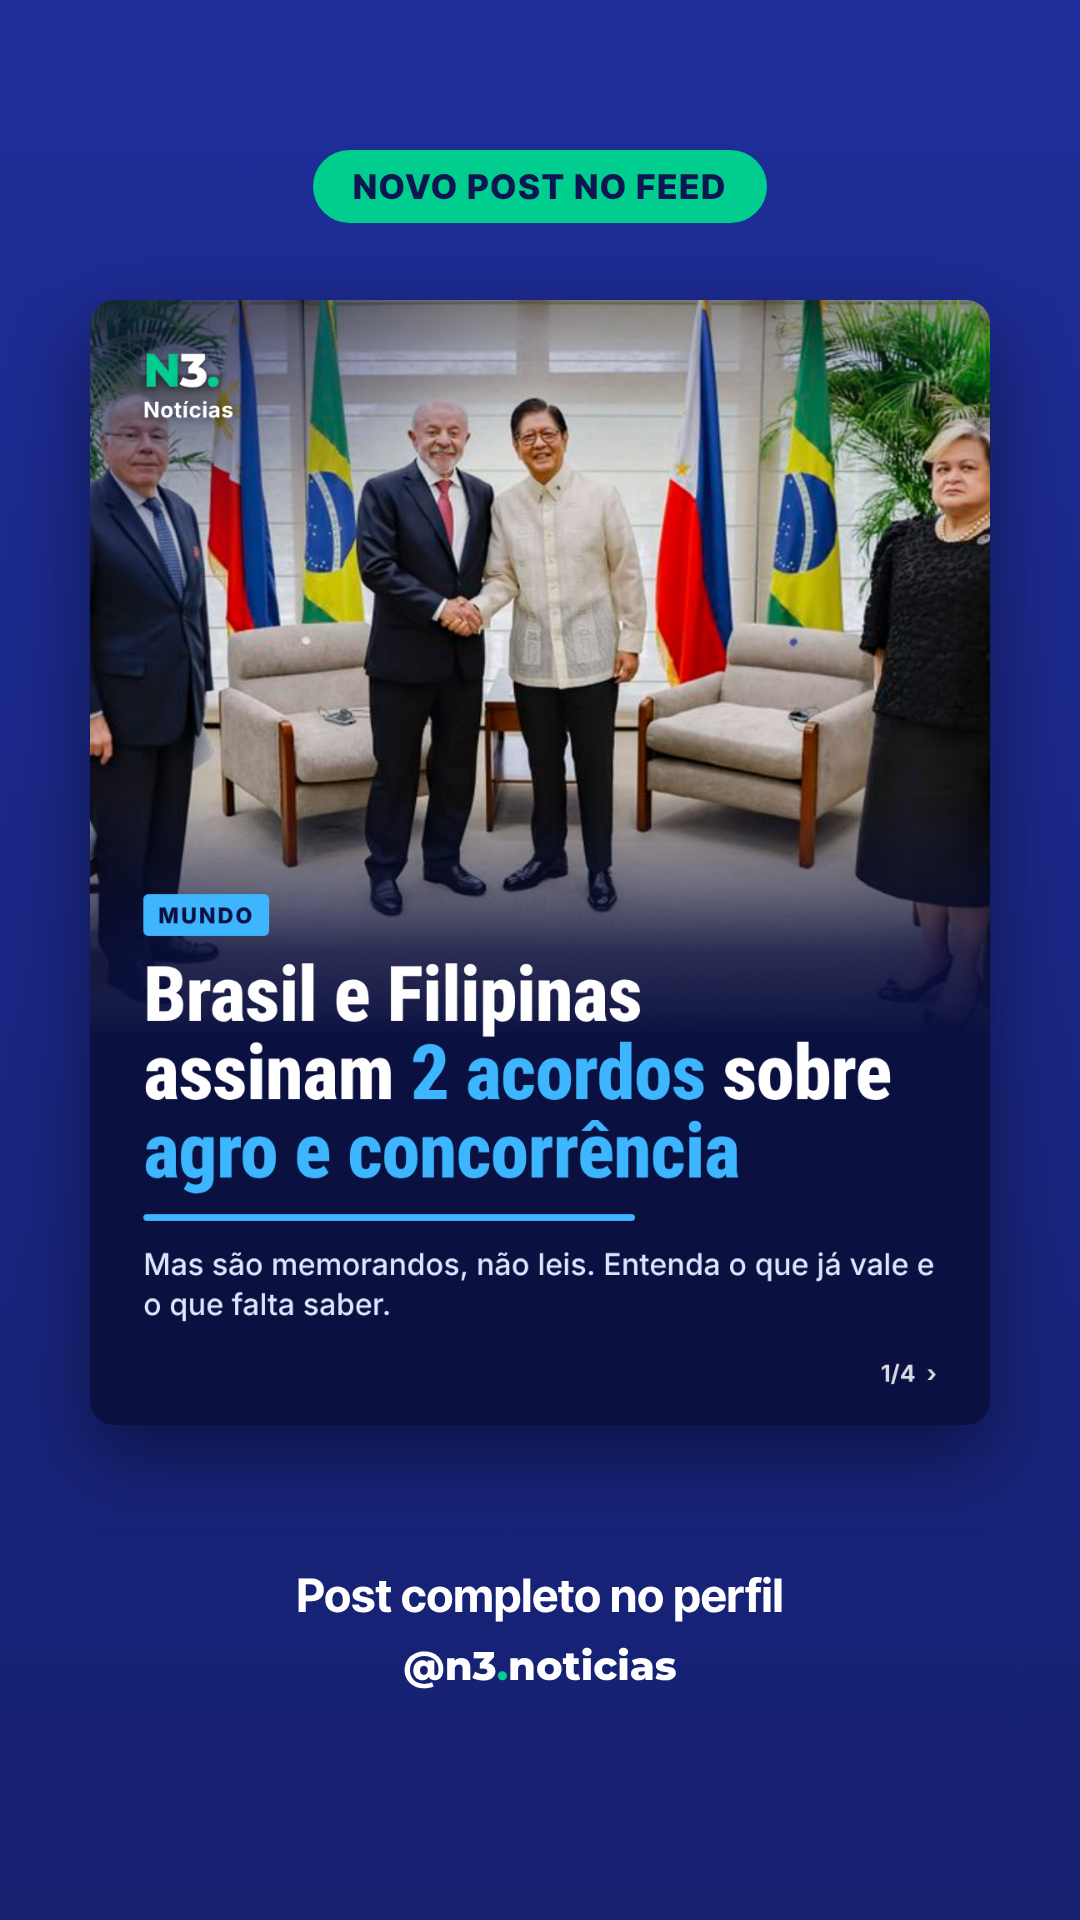 NOVO POST NO FEED
N3.
Notícias
MUNDO
Brasil e Filipinas
assinam 2 acordos sobre
agro e concorrência
Mas são memorandos, não leis. Entenda o que já vale e
o que falta saber.
1/4 ›
Post completo no perfil
@n3.noticias